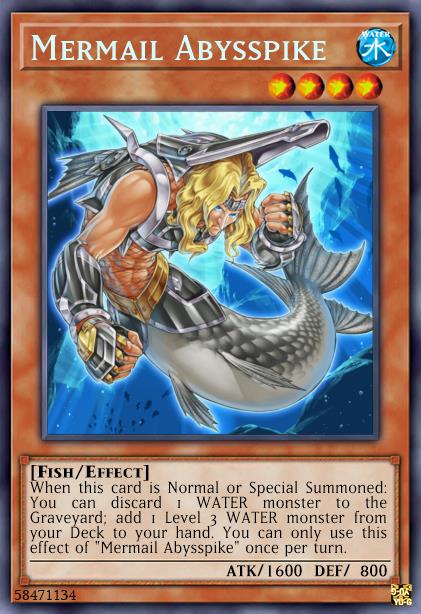 Mermail Abysspike
WATER
水
[Fish/Effect]
When this card is Normal or Special Summoned:
You can discard 1 WATER monster to the
Graveyard; add 1 Level 3 WATER monster from
your Deck to your hand. You can only use this
effect of "Mermail Abysspike" once per turn.
ATK/1600 DEF/ 800
58471134